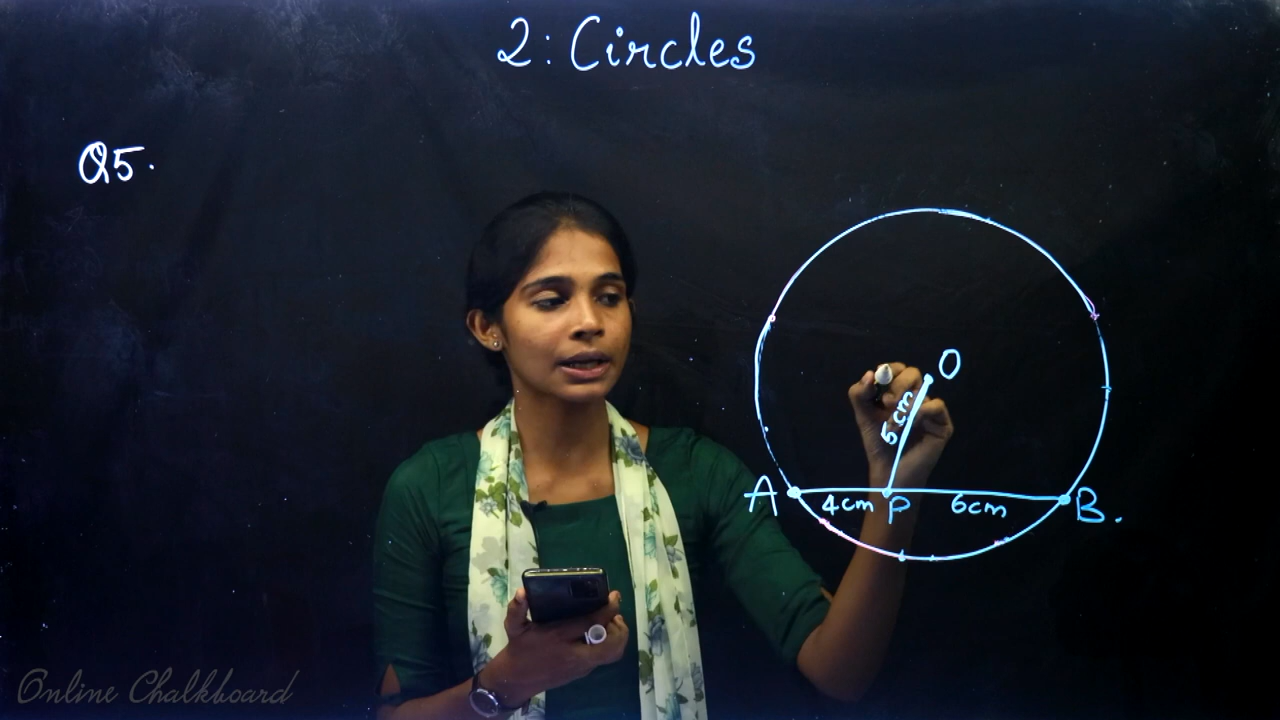 2: Circles
Q5.
O
5cm
A 4cm P 6cm B.
Online Chalkboard